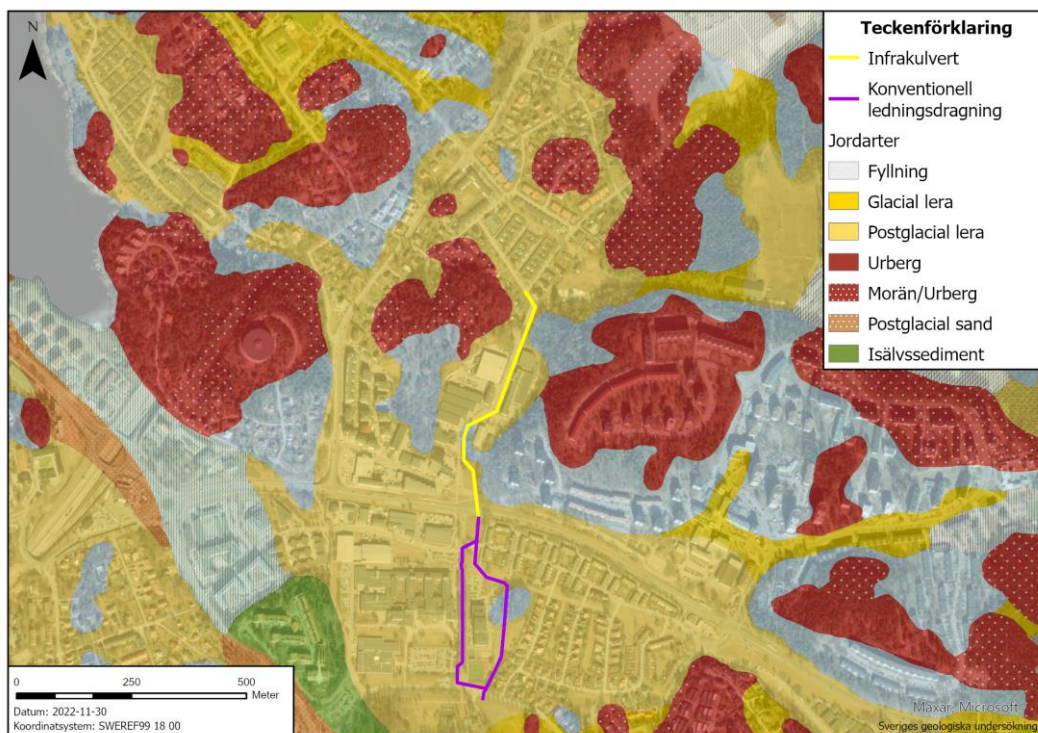 N
Teckenförklaring
Infrakulvert
Konventionell
ledningsdragning
Jordarter
Fyllning
Glacial lera
Postglacial lera
Urberg
Morän/Urberg
Postglacial sand
Isälvssediment
0 250 500
Meter
Datum: 2022-11-30
Koordinatsystem: SWEREF99 18 00
Maxar, Microsoft
Sveriges geologiska undersökning